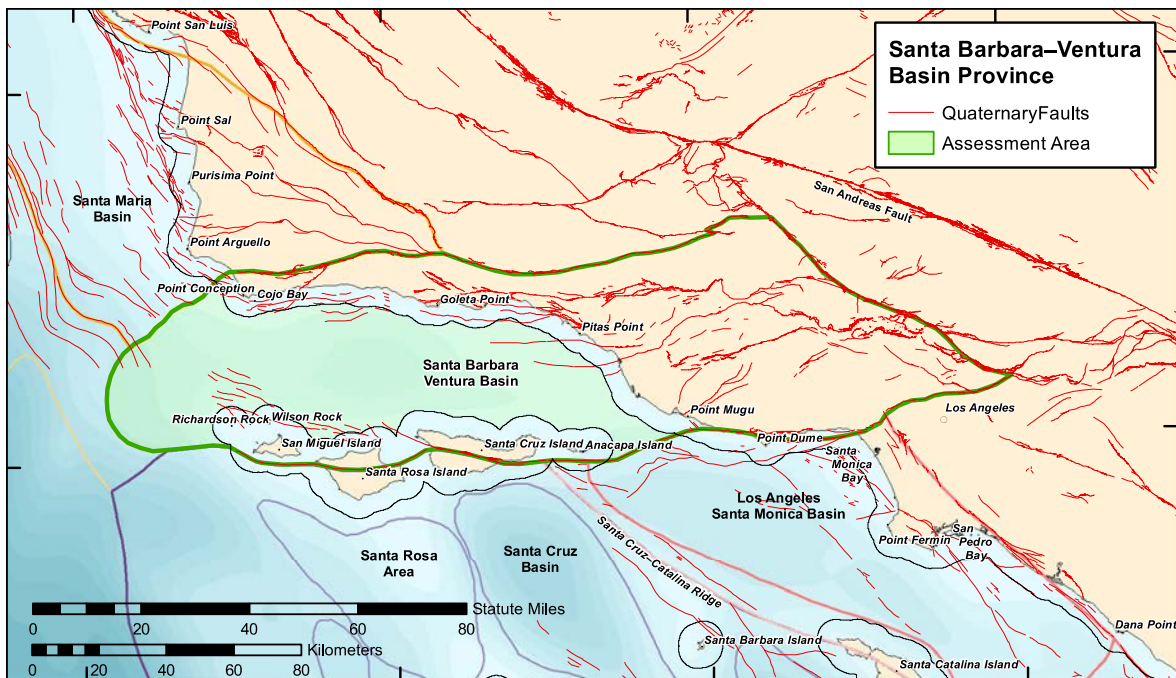 Point San Luis
Santa Barbara–Ventura
Basin Province
QuaternaryFaults
Assessment Area
Point Sal
Purisima Point
San Andreas Fault
Santa Maria
Basin
Point Arguello
Point Conception
Cojo Bay
Goleta Point
Pitas Point
Santa Barbara
Ventura Basin
Los Angeles
Point Mugu
Richardson Rock
Wilson Rock
Point Dume
San Miguel Island
Santa Cruz Island
Anacapa Island
Santa
Monica
Bay
Santa Rosa Island
Los Angeles
Santa Monica Basin
San
Pedro
Bay
Point Fermin
Santa Rosa
Area
Santa Cruz
Basin
Santa Cruz–Catalina Ridge
Statute Miles
0 20 40 60 80
Kilometers
0 20 40 60 80
Dana Point
Santa Barbara Island
Santa Catalina Island